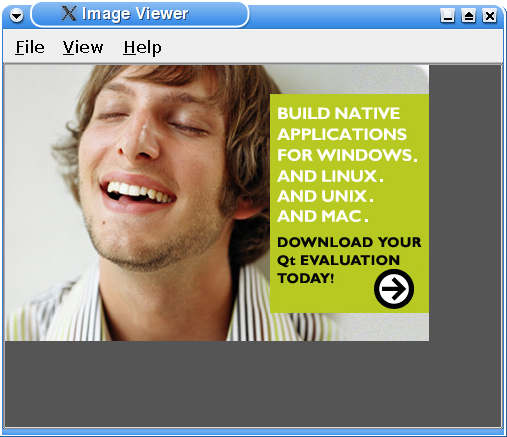 Image Viewer
File View Help
BUILD NATIVE
APPLICATIONS
FOR WINDOWS.
AND LINUX.
AND UNIX.
AND MAC.
DOWNLOAD YOUR
Qt EVALUATION
TODAY!